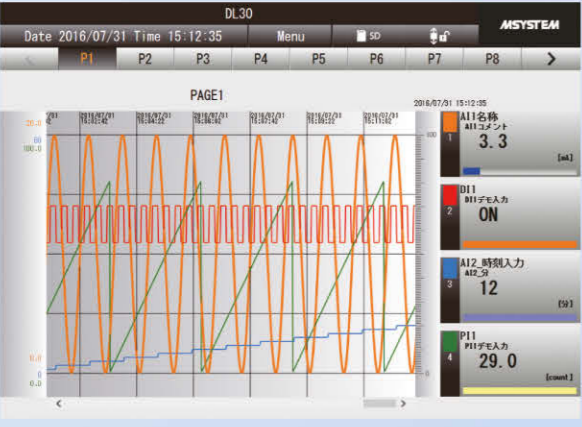 DL30
Date 2016/07/31 Time 15:12:35 Menu SD
MSYSTEM
P1 P2 P3 P4 P5 P6 P7 P8
PAGE1
2016/07/31 15:12:35
100.0
0.0
0
0.0
100
0
AI1名称
AI1コメント
1
3.3
[mA]
DI1
DI1デモ入力
2
ON
AI2_時刻入力
AI2_分
3
12
[分]
PI1
PI1デモ入力
4
29.0
[count]